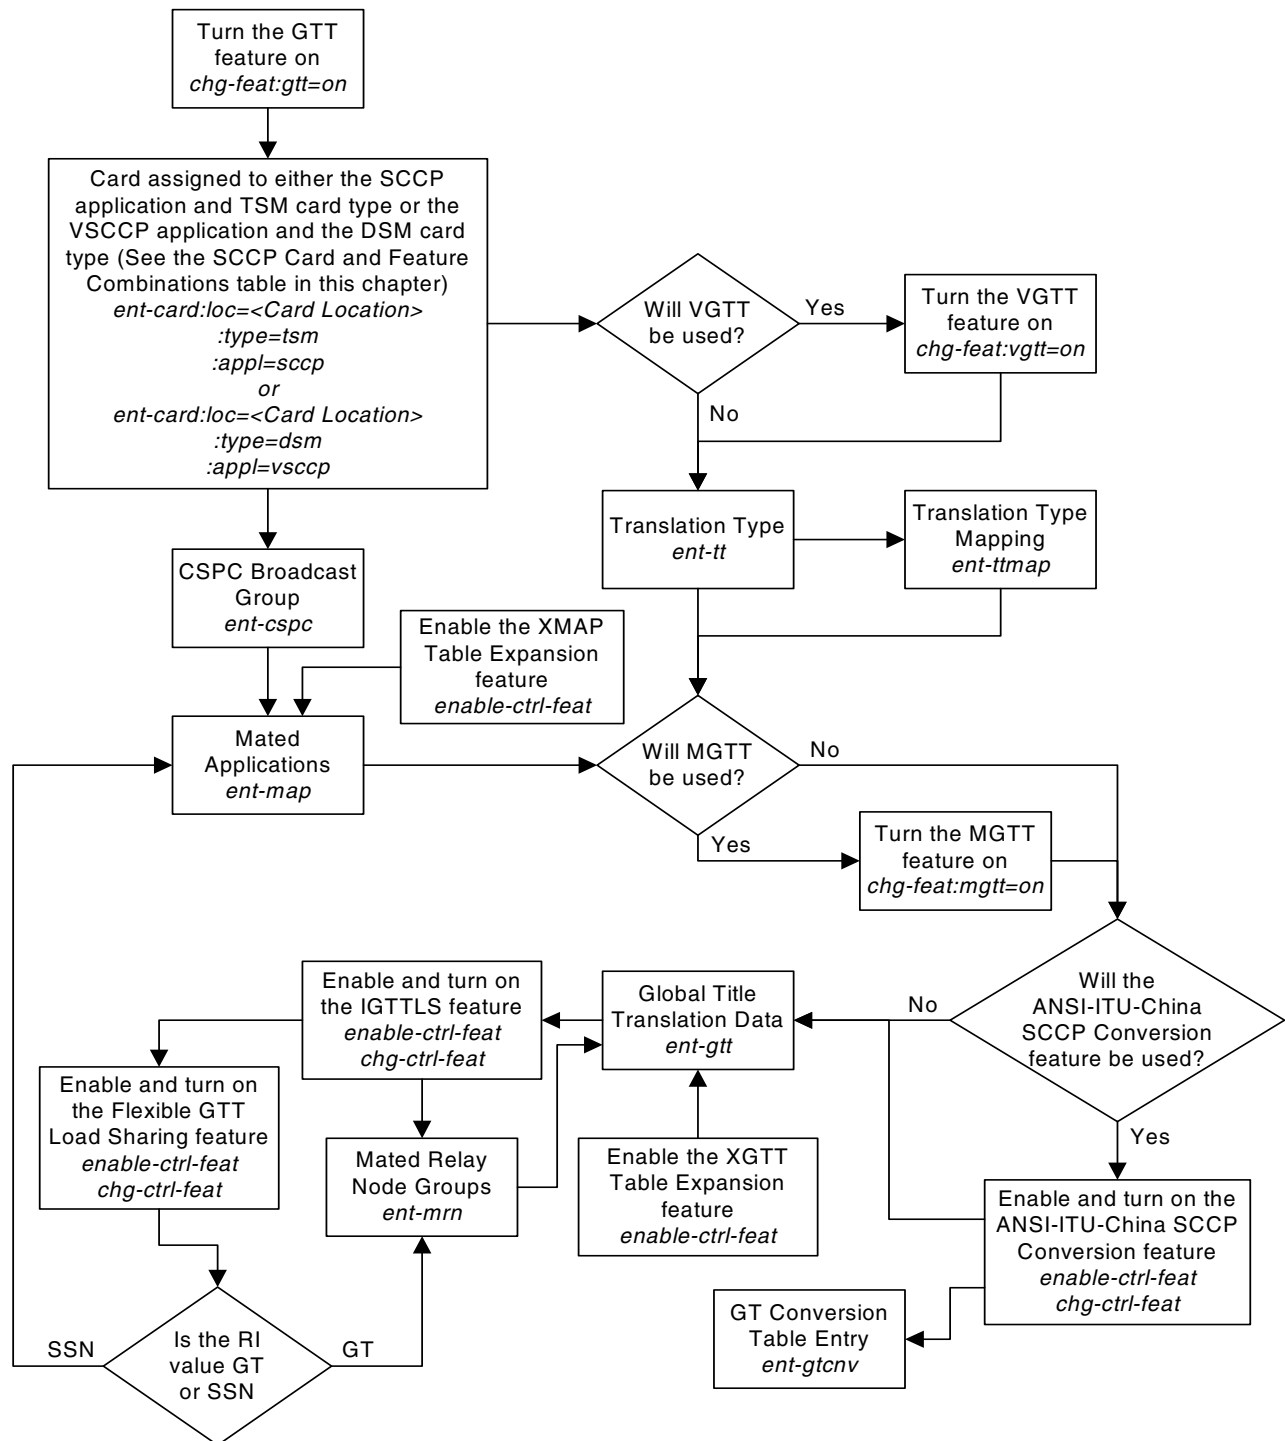 Turn the GTT
feature on
chg-feat:gtt=on
Card assigned to either the SCCP
application and TSM card type or the
VSCCP application and the DSM card
type (See the SCCP Card and Feature
Combinations table in this chapter)
ent-card:loc=<Card Location>
:type=tsm
:appl=sccp
or
ent-card:loc=<Card Location>
:type=dsm
:appl=vsccp
Will VGTT
be used?
Yes
No
Turn the VGTT
feature on
chg-feat:vgtt=on
Translation Type
ent-tt
Translation Type
Mapping
ent-ttmap
CSPC Broadcast
Group
ent-cspc
Enable the XMAP
Table Expansion
feature
enable-ctrl-feat
Mated
Applications
ent-map
Will MGTT
be used?
No
Yes
Turn the MGTT
feature on
chg-feat:mgtt=on
Will the
ANSI-ITU-China
SCCP Conversion
feature be used?
No
Yes
Global Title
Translation Data
ent-gtt
Enable and turn on
the IGTTLS feature
enable-ctrl-feat
chg-ctrl-feat
Enable and turn on
the Flexible GTT
Load Sharing feature
enable-ctrl-feat
chg-ctrl-feat
Mated Relay
Node Groups
ent-mrn
Enable the XGTT
Table Expansion
feature
enable-ctrl-feat
Enable and turn on the
ANSI-ITU-China SCCP
Conversion feature
enable-ctrl-feat
chg-ctrl-feat
GT Conversion
Table Entry
ent-gtcnv
SSN
Is the RI
value GT
or SSN
GT